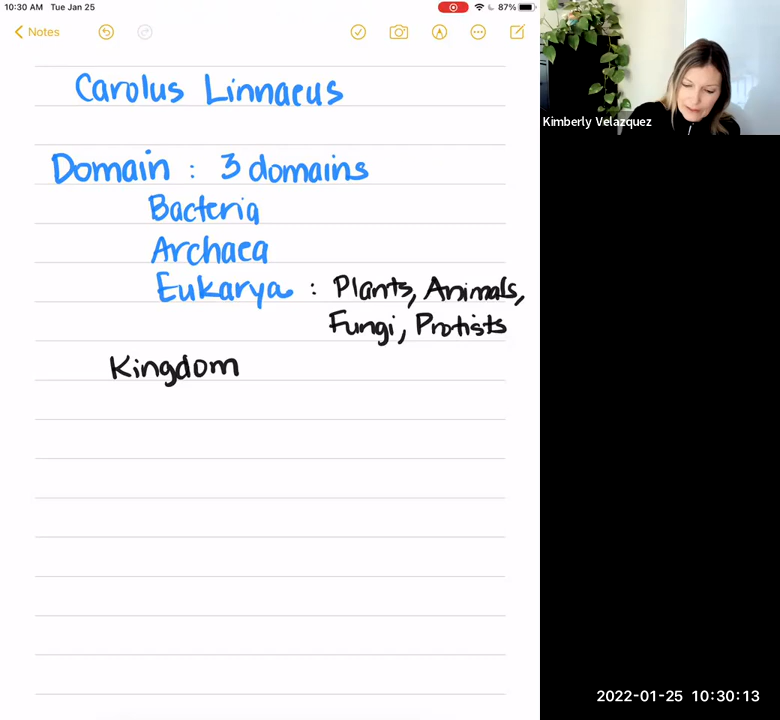 10:30 AM Tue Jan 25
87%
Notes
Carolus Linnaeus
Domain : 3 domains
Bacteria
Archaea
Eukarya : Plants, Animals,
Fungi, Protists
Kingdom
Kimberly Velazquez
2022-01-25 10:30:13